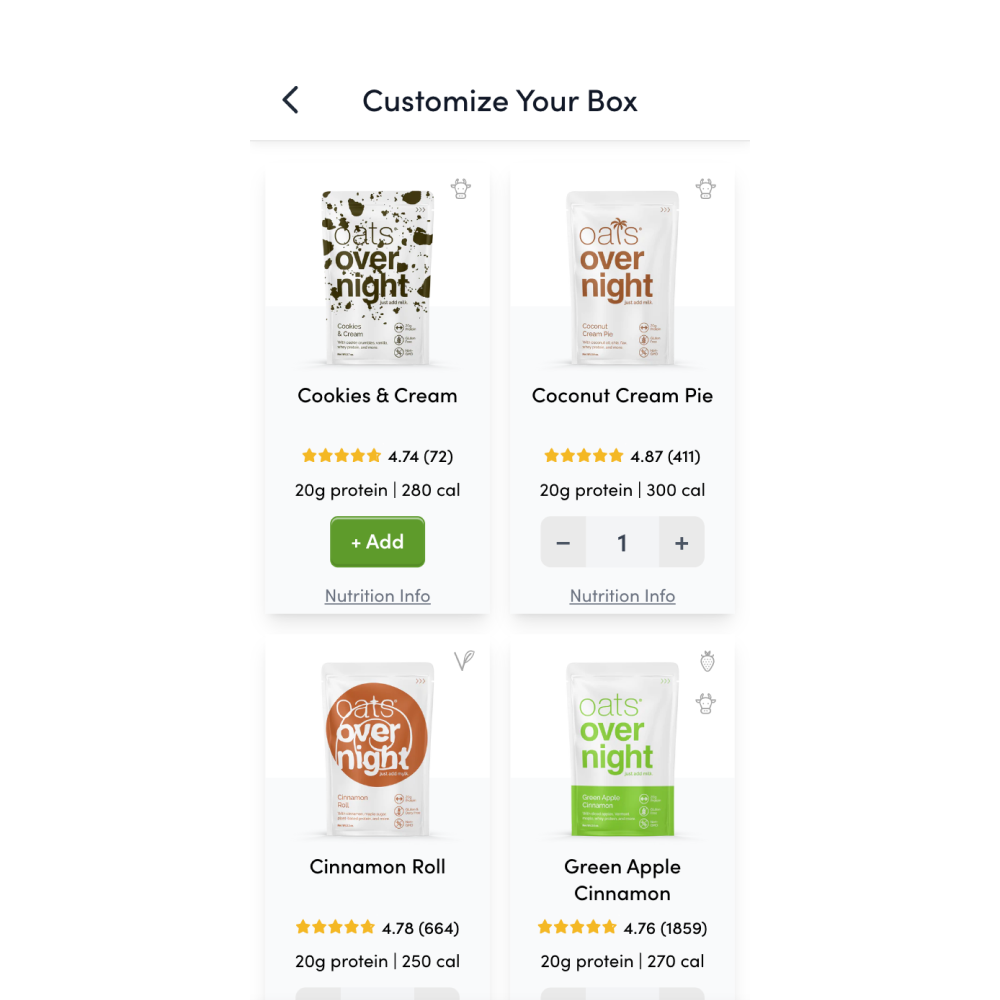 Customize Your Box
oats
over
night
just add milk.
Cookies
& Cream
oats
over
night
just add milk.
Coconut
Cream Pie
Cookies & Cream
Coconut Cream Pie
4.74 (72)
4.87 (411)
20g protein | 280 cal
20g protein | 300 cal
+ Add
− 1 +
Nutrition Info
Nutrition Info
oats
over
night
just add milk.
Cinnamon
Roll
oats
over
night
just add milk.
Green Apple
Cinnamon
Cinnamon Roll
Green Apple
Cinnamon
4.78 (664)
4.76 (1859)
20g protein | 250 cal
20g protein | 270 cal